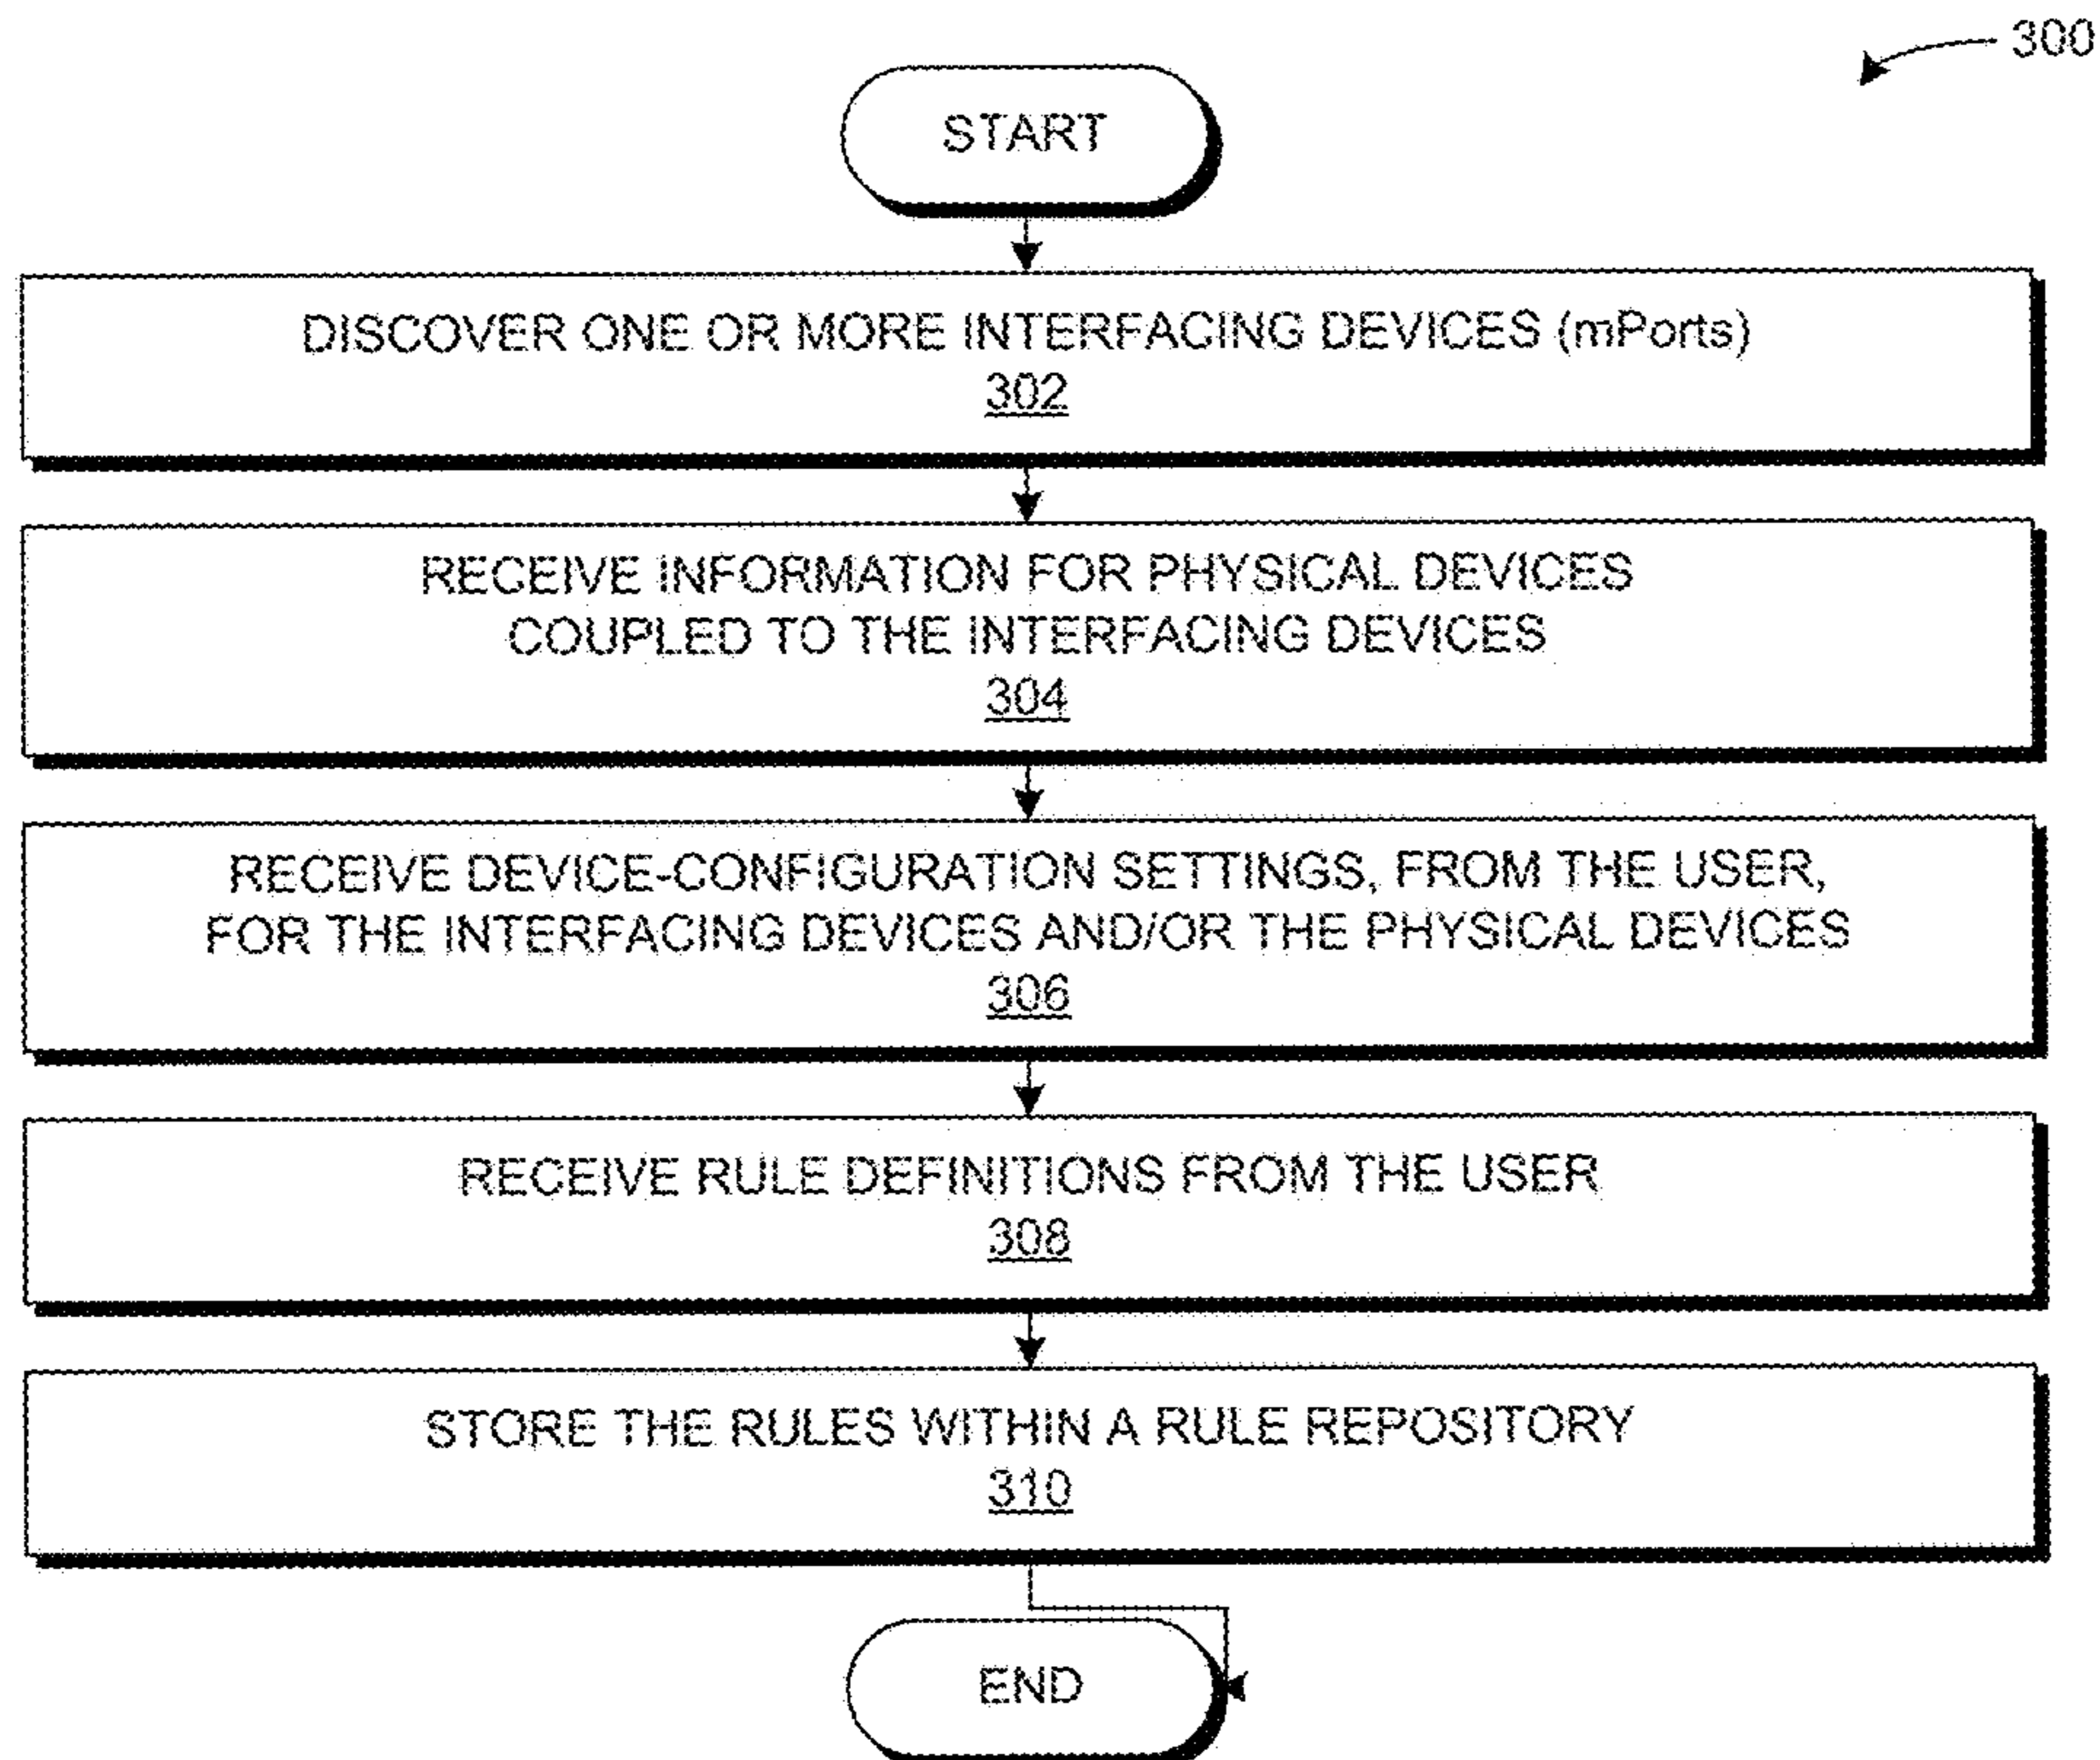 300
START
DISCOVER ONE OR MORE INTERFACING DEVICES (mPorts)
302
RECEIVE INFORMATION FOR PHYSICAL DEVICES
COUPLED TO THE INTERFACING DEVICES
304
RECEIVE DEVICE-CONFIGURATION SETTINGS, FROM THE USER,
FOR THE INTERFACING DEVICES AND/OR THE PHYSICAL DEVICES
306
RECEIVE RULE DEFINITIONS FROM THE USER
308
STORE THE RULES WITHIN A RULE REPOSITORY
310
END